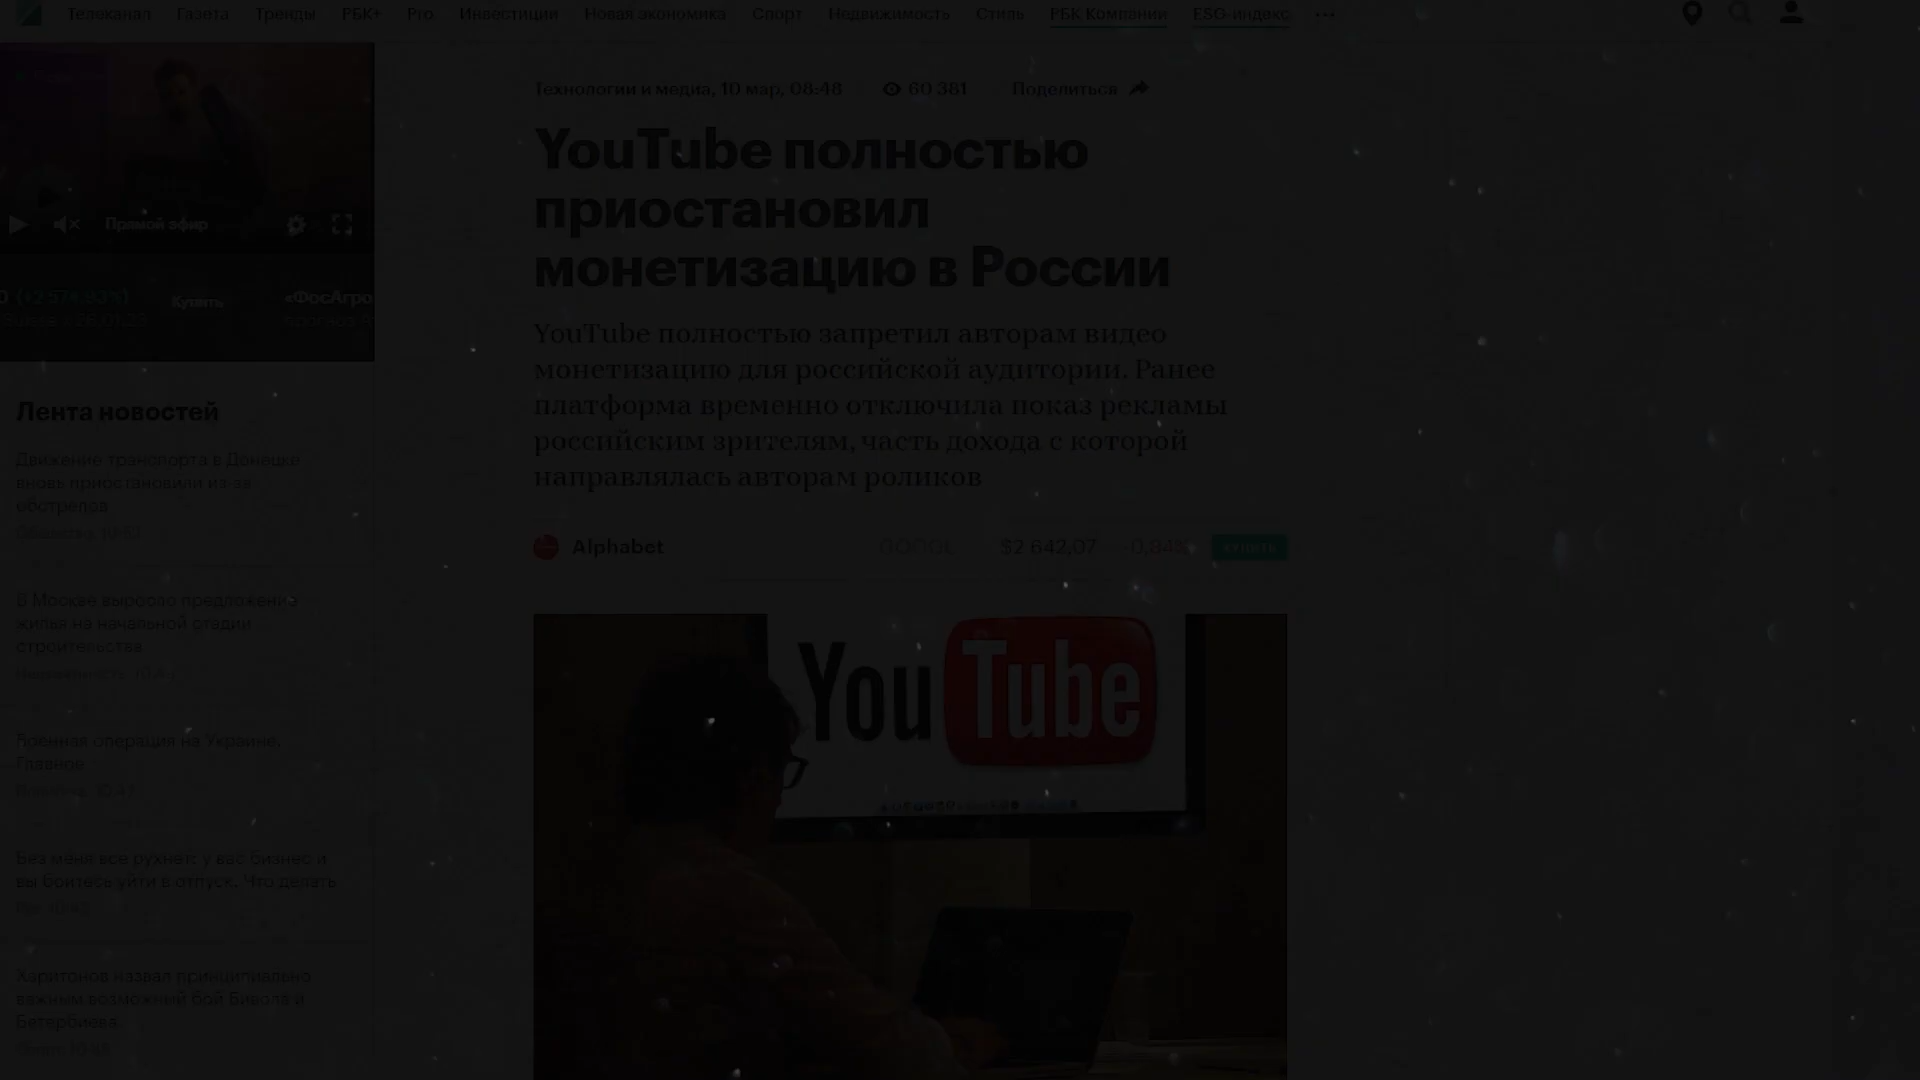 Телеканал Газета Тренды РБК+ Pro Инвестиции Новая экономика Спорт Недвижимость Стиль РБК Компании ESG-индекс ...
Прямой эфир
Купить
«ФосАгро
Лента новостей
Движение транспорта в Донецке
вновь приостановили из-за
обстрелов
В Москве выросло предложение
жилья на начальной стадии
строительства
Военная операция на Украине.
Главное
Без меня все рухнет: у вас бизнес и
вы боитесь уйти в отпуск. Что делать
Харитонов назвал принципиально
важным возможный бой Бивола и
Бетербиева
Технологии и медиа, 10 мар, 08:48 60 381 Поделиться
YouTube полностью
приостановил
монетизацию в России
YouTube полностью запретил авторам видео
монетизацию для российской аудитории. Ранее
платформа временно отключила показ рекламы
российским зрителям, часть дохода с которой
направлялась авторам роликов
Alphabet GOOGL $2 642,07 -0,84% КУПИТЬ
YouTube